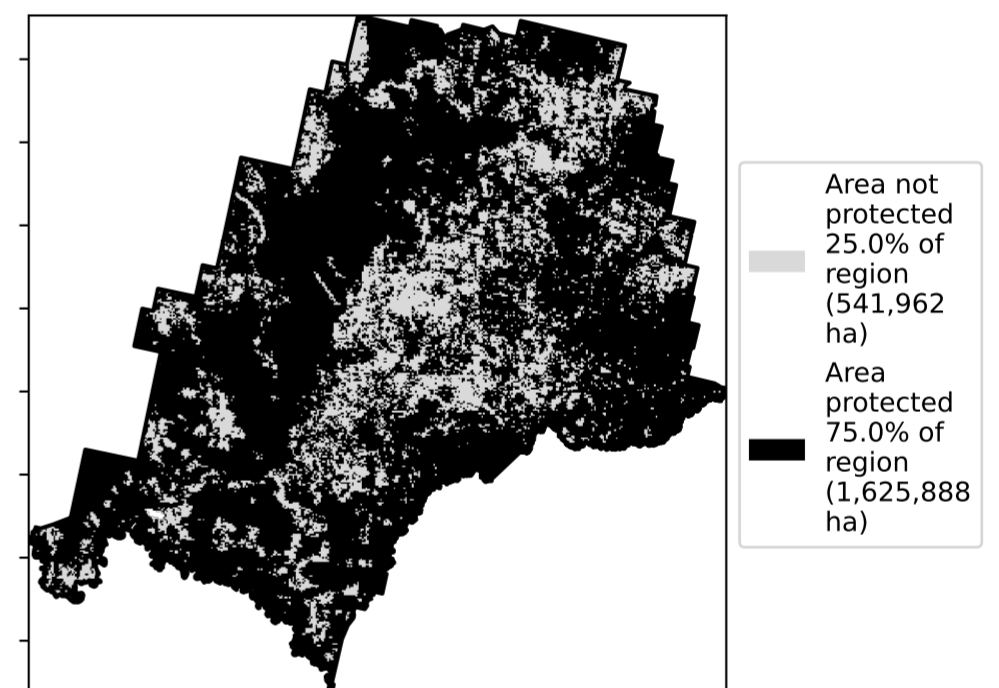 Area not
protected
25.0% of
region
(541,962
ha)
Area
protected
75.0% of
region
(1,625,888
ha)